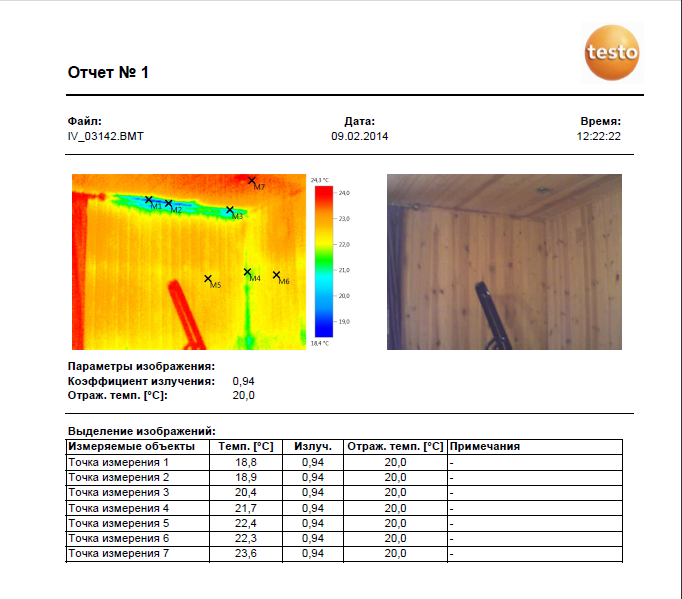 testo
Отчет № 1
Файл: Дата: Время:
IV_03142.BMT 09.02.2014 12:22:22
24,3 °C
24,0
23,0
22,0
21,0
20,0
19,0
18,4 °C
M7
M1 M2 M3
M4 M5 M6
Параметры изображения:
Коэффициент излучения: 0,94
Отраж. темп. [°C]: 20,0
Выделение изображений:
Измеряемые объекты Темп. [°C] Излуч. Отраж. темп. [°C] Примечания
Точка измерения 1 18,8 0,94 20,0 -
Точка измерения 2 18,9 0,94 20,0 -
Точка измерения 3 20,4 0,94 20,0 -
Точка измерения 4 21,7 0,94 20,0 -
Точка измерения 5 22,4 0,94 20,0 -
Точка измерения 6 22,3 0,94 20,0 -
Точка измерения 7 23,6 0,94 20,0 -